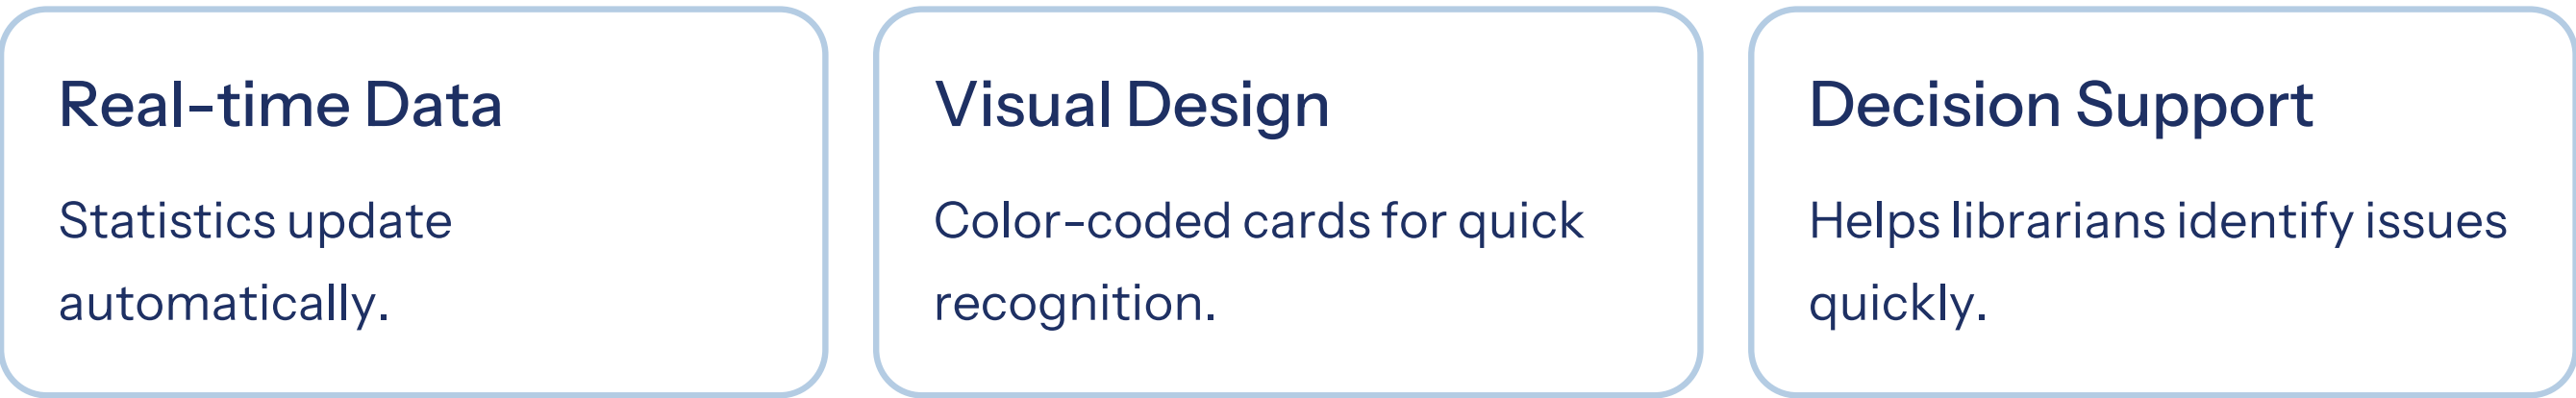 Real-time Data
Statistics update
automatically.
Visual Design
Color-coded cards for quick
recognition.
Decision Support
Helps librarians identify issues
quickly.